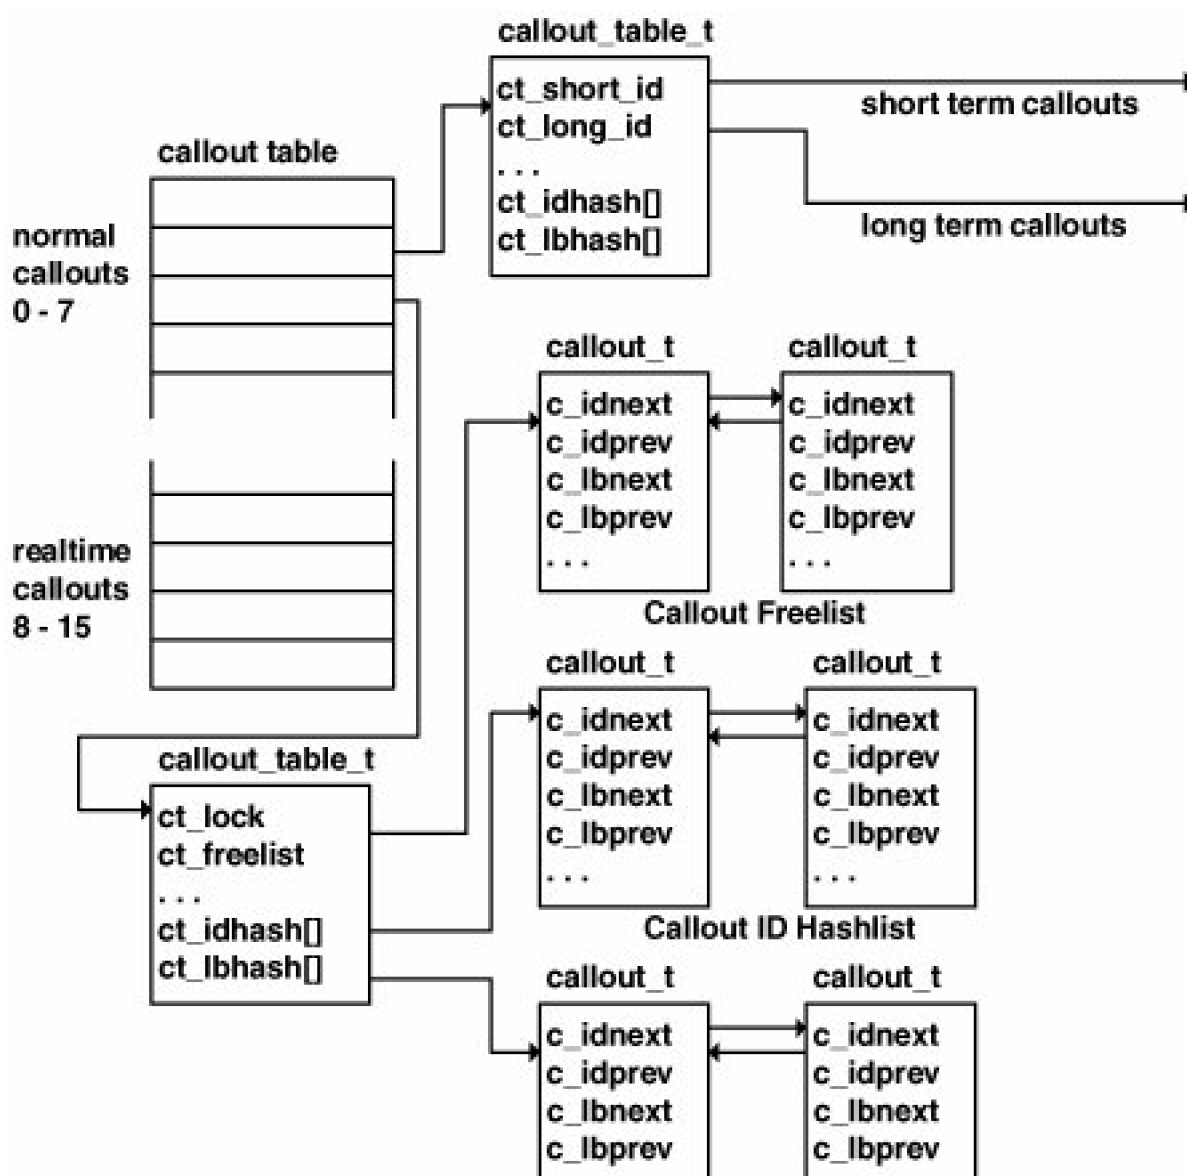 callout_table_t
ct_short_id
ct_long_id
. . .
ct_idhash[]
ct_lbhash[]
short term callouts
long term callouts
callout table
normal
callouts
0 - 7
realtime
callouts
8 - 15
callout_t
c_idnext
c_idprev
c_lbnext
c_lbprev
. . .
callout_t
c_idnext
c_idprev
c_lbnext
c_lbprev
. . .
Callout Freelist
callout_table_t
ct_lock
ct_freelist
. . .
ct_idhash[]
ct_lbhash[]
callout_t
c_idnext
c_idprev
c_lbnext
c_lbprev
. . .
callout_t
c_idnext
c_idprev
c_lbnext
c_lbprev
. . .
Callout ID Hashlist
callout_t
c_idnext
c_idprev
c_lbnext
c_lbprev
callout_t
c_idnext
c_idprev
c_lbnext
c_lbprev